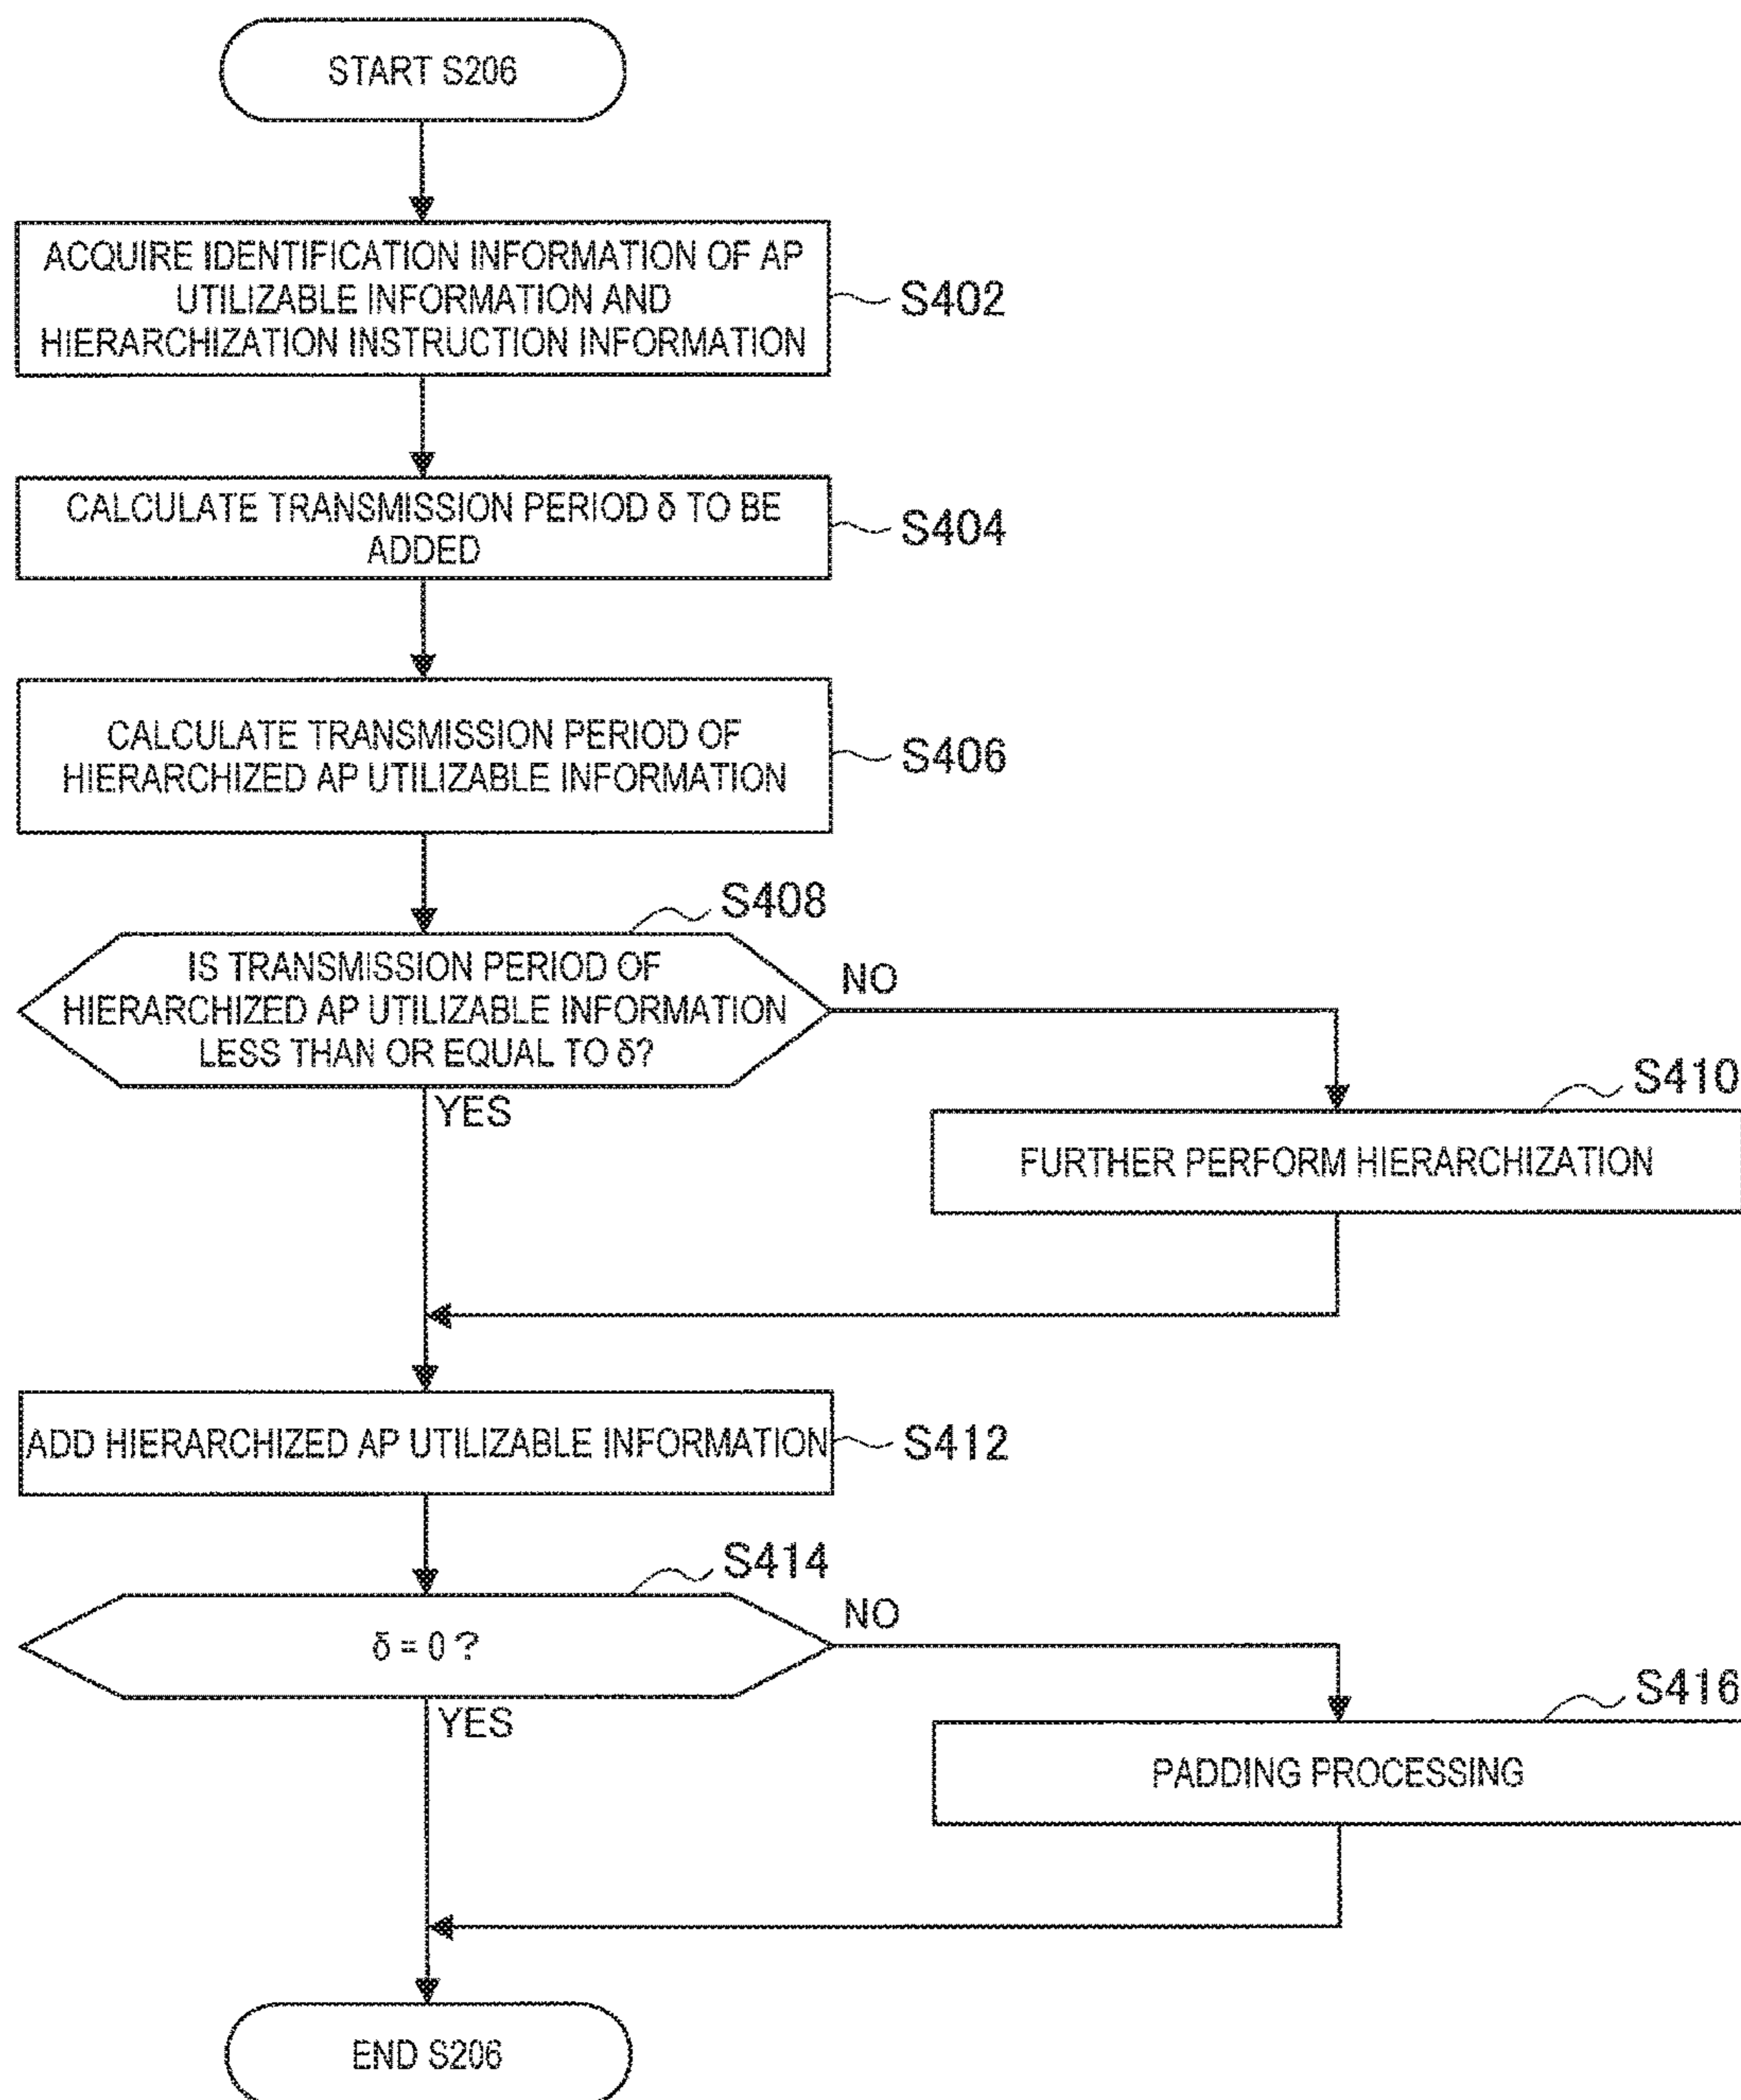 START S206
ACQUIRE IDENTIFICATION INFORMATION OF AP
UTILIZABLE INFORMATION AND
HIERARCHIZATION INSTRUCTION INFORMATION
S402
CALCULATE TRANSMISSION PERIOD δ TO BE
ADDED
S404
CALCULATE TRANSMISSION PERIOD OF
HIERARCHIZED AP UTILIZABLE INFORMATION
S406
S408
IS TRANSMISSION PERIOD OF
HIERARCHIZED AP UTILIZABLE INFORMATION
LESS THAN OR EQUAL TO δ?
NO
YES
S410
FURTHER PERFORM HIERARCHIZATION
ADD HIERARCHIZED AP UTILIZABLE INFORMATION
S412
S414
δ = 0 ?
NO
YES
S416
PADDING PROCESSING
END S206